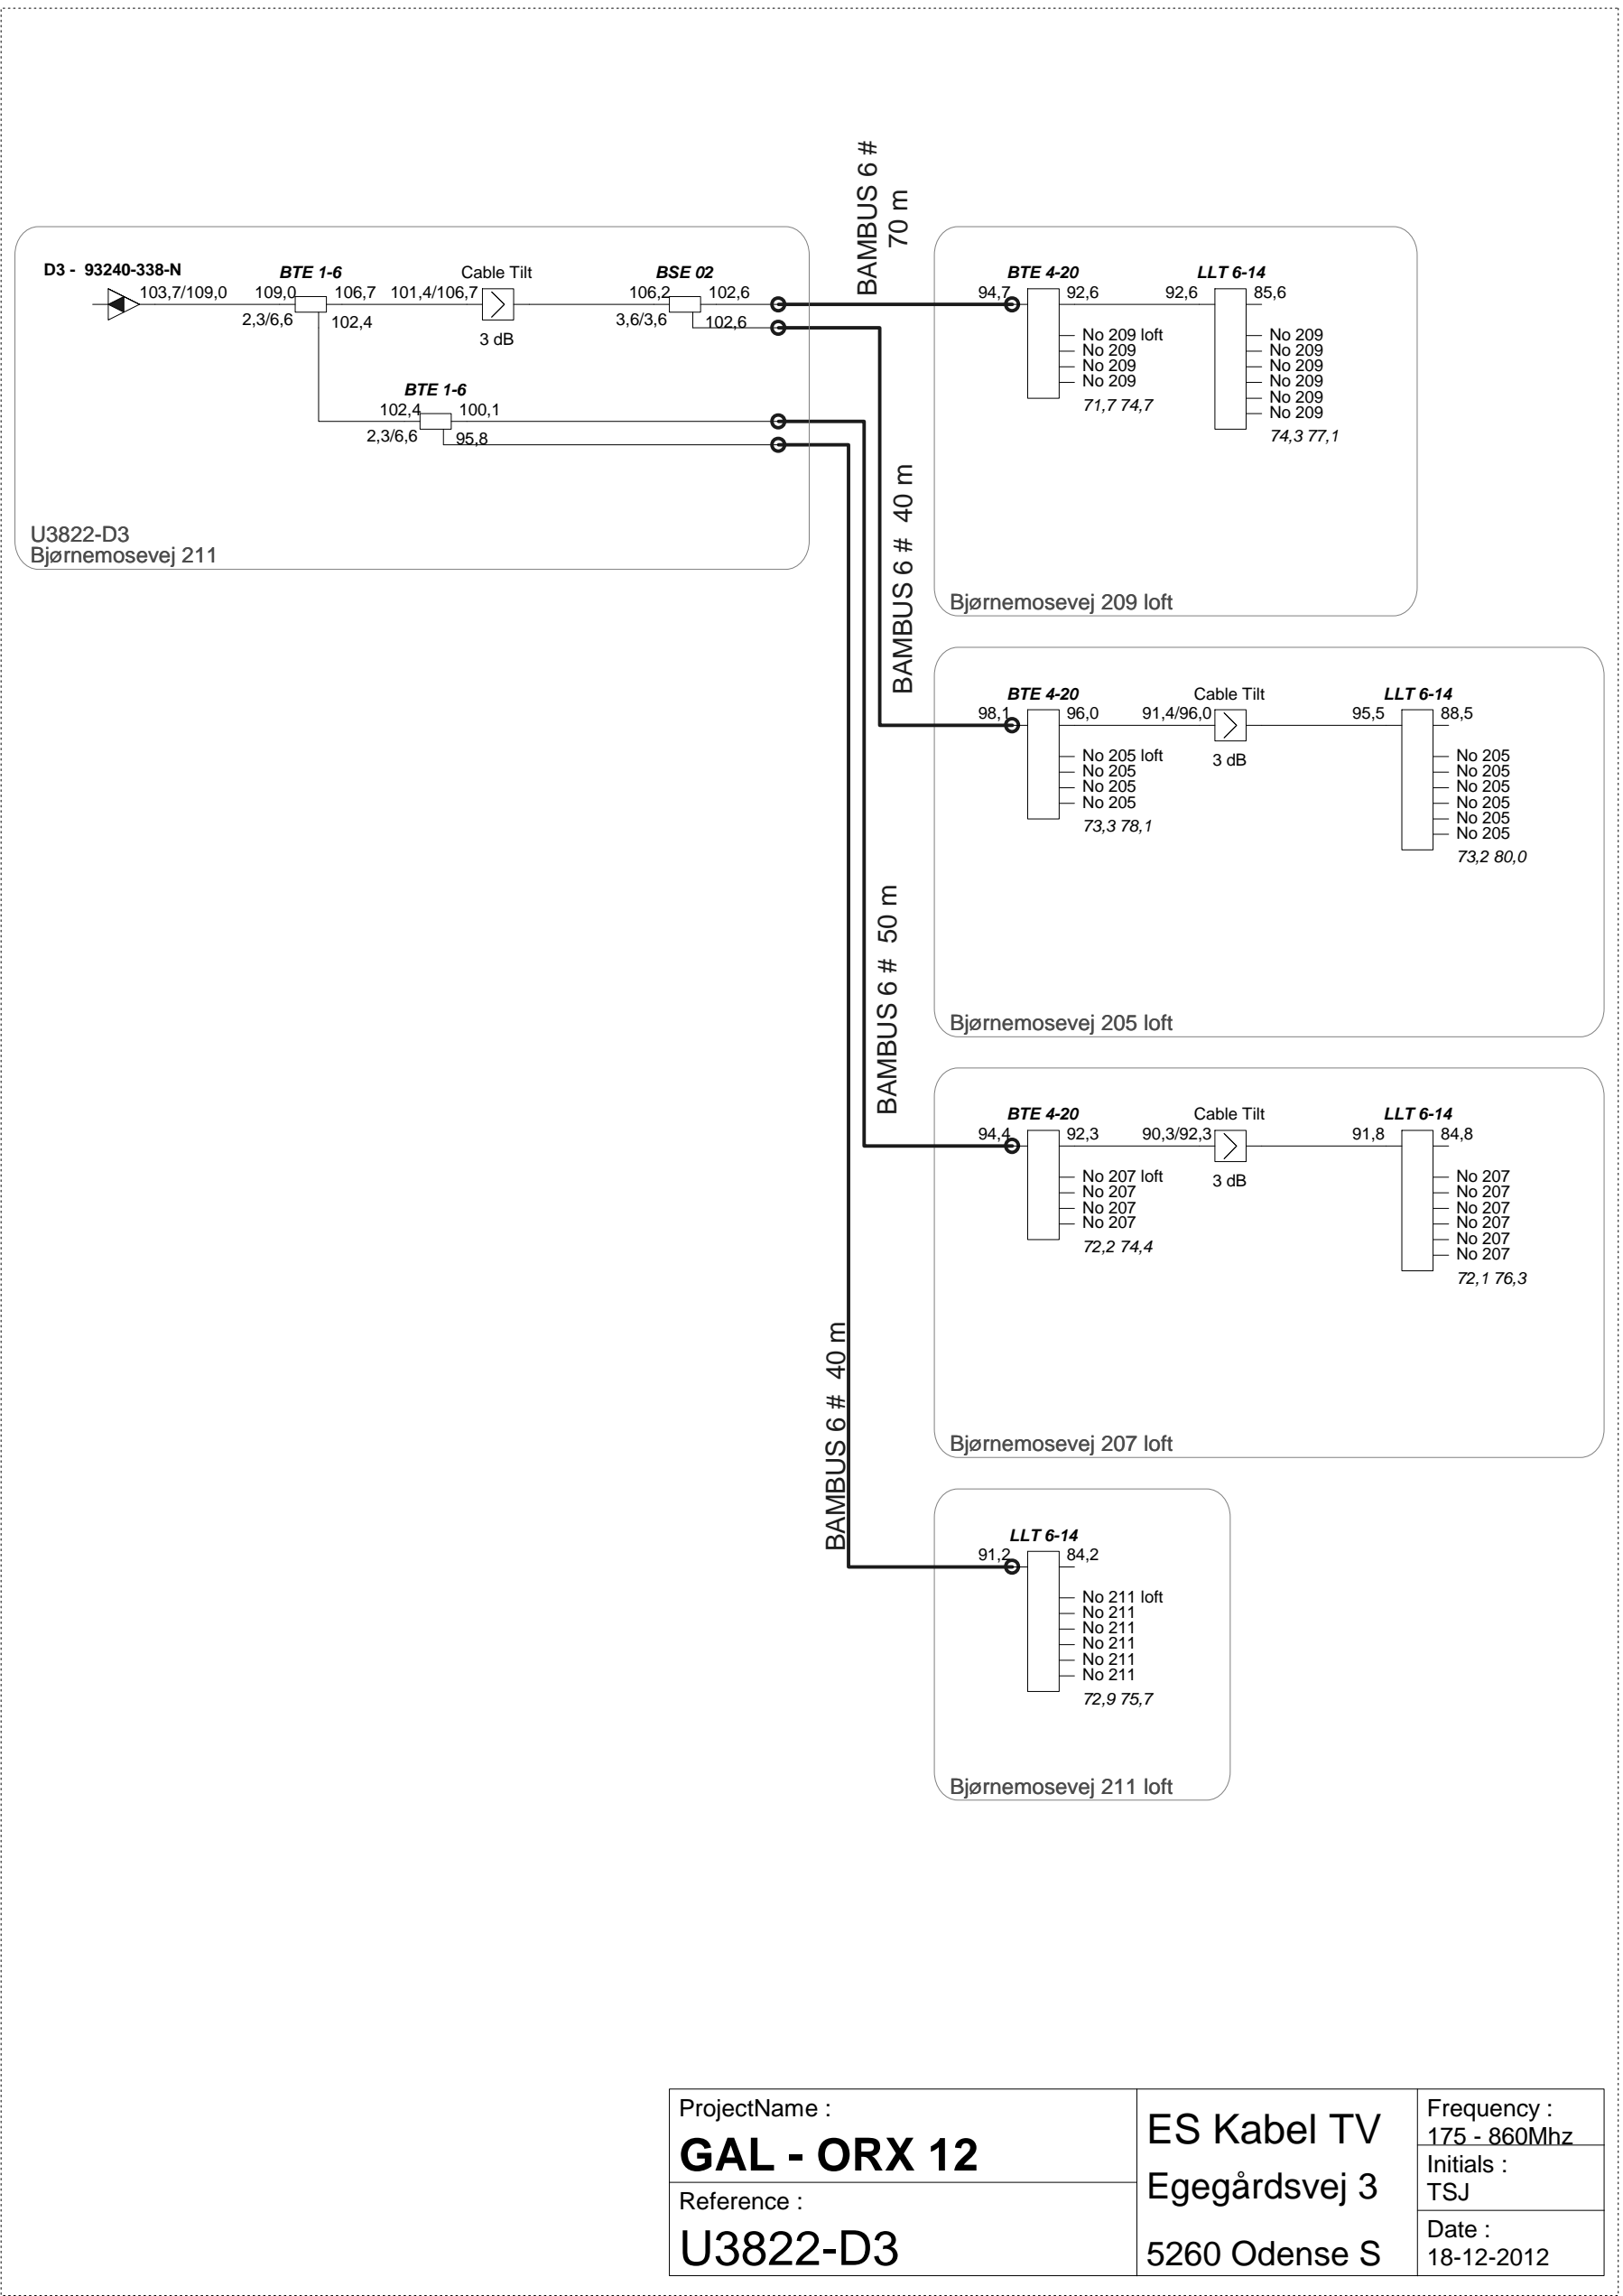 BAMBUS 6 #
70 m
D3 - 93240-338-N
BTE 1-6
Cable Tilt
BSE 02
103,7/109,0
109,0
106,7
101,4/106,7
106,2
102,6
2,3/6,6
102,4
3 dB
3,6/3,6
102,6
BTE 1-6
102,4
100,1
2,3/6,6
95,8
U3822-D3
Bjørnemosevej 211
BTE 4-20
LLT 6-14
94,7
92,6
92,6
85,6
No 209 loft
No 209
No 209
No 209
71,7 74,7
No 209
No 209
No 209
No 209
No 209
No 209
74,3 77,1
Bjørnemosevej 209 loft
BAMBUS 6 # 40 m
BTE 4-20
Cable Tilt
LLT 6-14
98,1
96,0
91,4/96,0
95,5
88,5
No 205 loft
No 205
No 205
No 205
73,3 78,1
3 dB
No 205
No 205
No 205
No 205
No 205
No 205
73,2 80,0
Bjørnemosevej 205 loft
BAMBUS 6 # 50 m
BTE 4-20
Cable Tilt
LLT 6-14
94,4
92,3
90,3/92,3
91,8
84,8
No 207 loft
No 207
No 207
No 207
72,2 74,4
3 dB
No 207
No 207
No 207
No 207
No 207
No 207
72,1 76,3
Bjørnemosevej 207 loft
BAMBUS 6 # 40 m
LLT 6-14
91,2
84,2
No 211 loft
No 211
No 211
No 211
No 211
No 211
72,9 75,7
Bjørnemosevej 211 loft
ProjectName :
GAL - ORX 12
Reference :
U3822-D3
ES Kabel TV
Egegårdsvej 3
5260 Odense S
Frequency :
175 - 860Mhz
Initials :
TSJ
Date :
18-12-2012